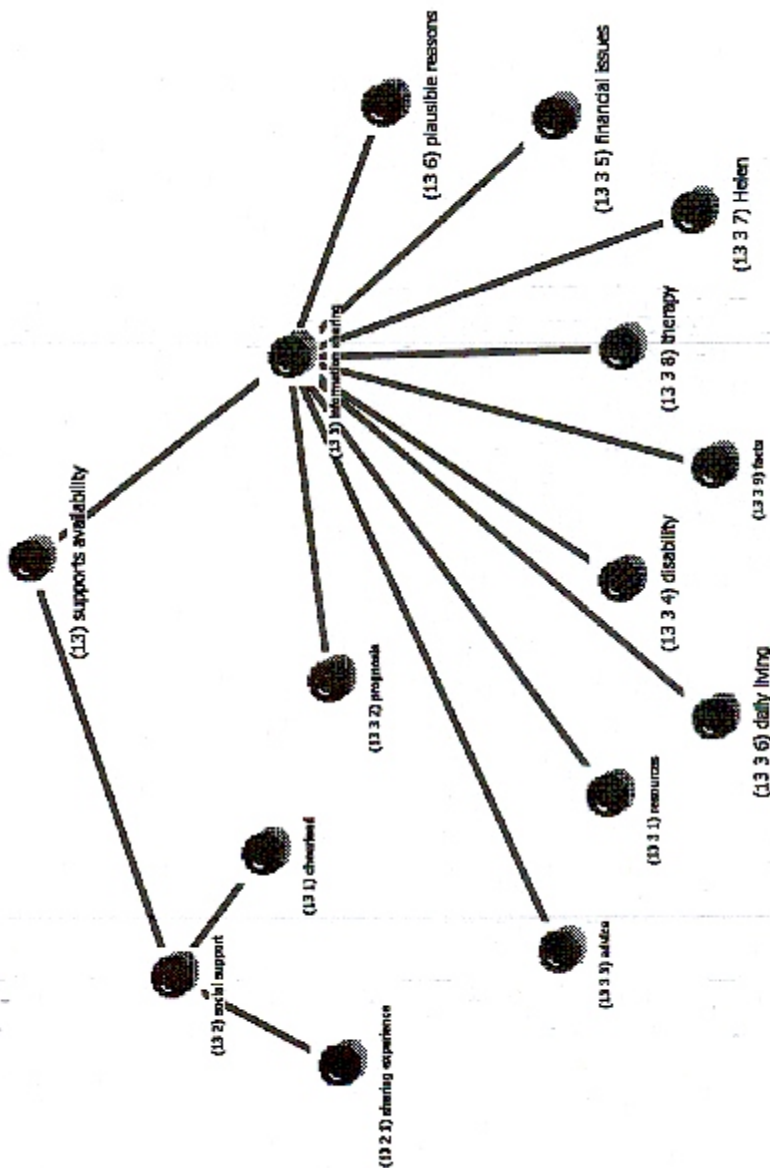 (13) supports availability
(13 2) social support
(13 2 1) sharing experience
(13 1)
(13 3) information sharing
(13 3 2) prognosis
(13 3 3) advice
(13 3 1) resources
(13 3 6) daily living
(13 3 4) disability
(13 3 9) facts
(13 3 8) therapy
(13 3 7) Helen
(13 3 5) financial issues
(13 6) plausible reasons